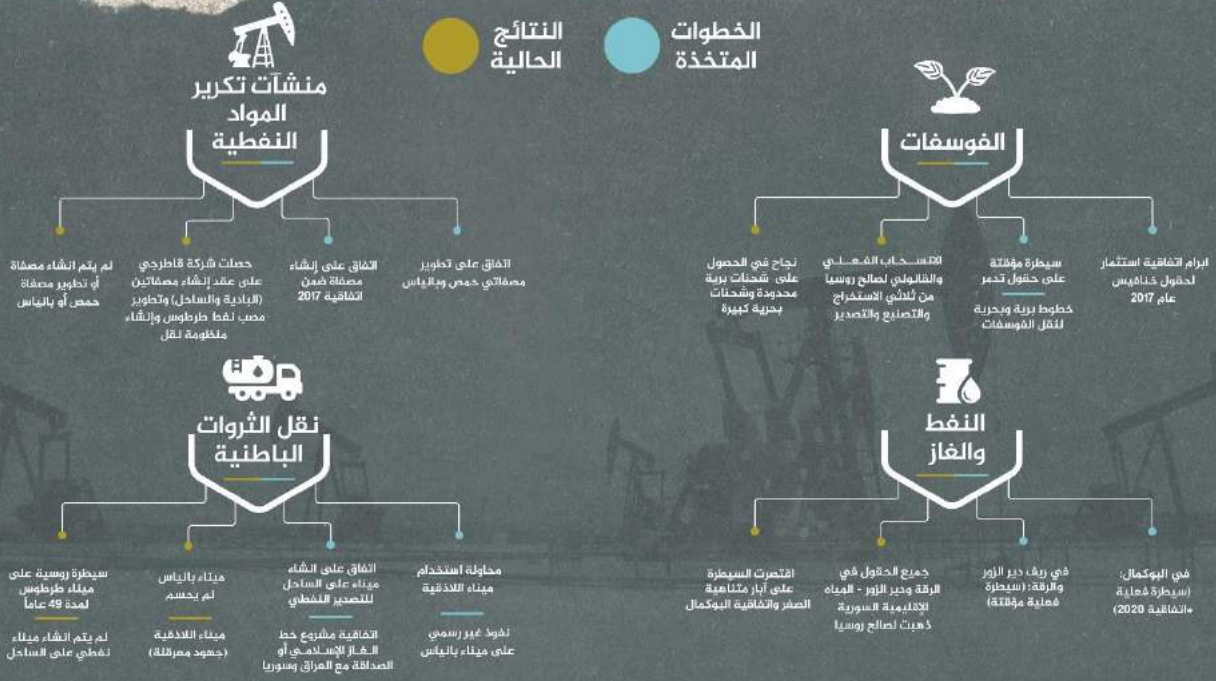 الخطوات
المتخذة
النتائج
الحالية
الفوسفات
ابرام اتفاقية استثمار
لحقول خنافيس
عام 2017
سيطرة مؤقتة
على حقول تدمر
خطوط برية وبحرية
لنقل الفوسفات
الانسحاب الفعلي
والقانوني لصالح روسيا
من ثلاثي الاستخراج
والتصنيع والتصدير
نجاح في الحصول
على شحنات برية
محدودة وشحنات
بحرية كبيرة
منشآت تكرير
المواد
النفطية
اتفاق على تطوير
مصفاتي حمص وبانياس
اتفاق على إنشاء
مصفاة ضمن
اتفاقية 2017
حصلت شركة قاطرجي
على عقد إنشاء مصفاتين
(البادية والساحل) وتطوير
مصب نفط طرطوس وإنشاء
منظومة نقل
لم يتم انشاء مصفاة
أو تطوير مصفاة
حمص أو بانياس
النفط
والغاز
في البوكمال:
(سيطرة فعلية
+اتفاقية 2020)
في ريف دير الزور
والرقة: (سيطرة
فعلية مؤقتة)
جميع الحقول في
الرقة ودير الزور - المياه
الإقليمية السورية
ذهبت لصالح روسيا
اقتصرت السيطرة
على آبار متناهية
الصغر واتفاقية البوكمال
نقل الثروات
الباطنية
محاولة استخدام
ميناء اللاذقية
نفوذ غير رسمي
على ميناء بانياس
اتفاق على انشاء
ميناء على الساحل
للتصدير النفطي
اتفاقية مشروع خط
الغاز الإسلامي أو
الصداقة مع العراق وسوريا
ميناء بانياس
لم يحسم
ميناء اللاذقية
(جهود معرقلة)
سيطرة روسية على
ميناء طرطوس
لمدة 49 عاماً
لم يتم انشاء ميناء
نفطي على الساحل